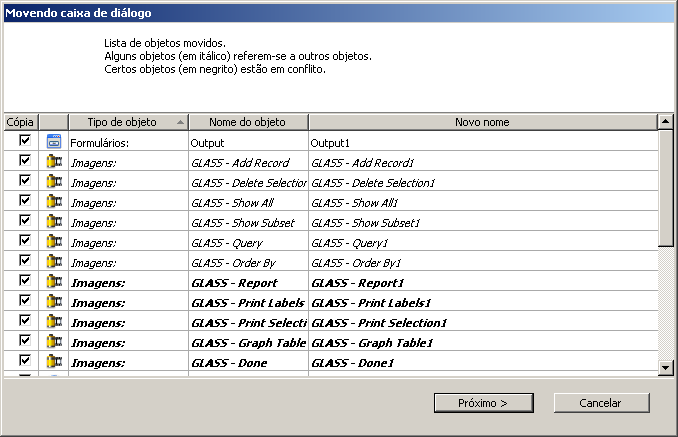 Movendo caixa de diálogo
Lista de objetos movidos.
Alguns objetos (em itálico) referem-se a outros objetos.
Certos objetos (em negrito) estão em conflito.
Cópia Tipo de objeto Nome do objeto Novo nome
Formulários: Output Output1
Imagens: GLASS - Add Record GLASS - Add Record1
Imagens: GLASS - Delete Selection GLASS - Delete Selection1
Imagens: GLASS - Show All GLASS - Show All1
Imagens: GLASS - Show Subset GLASS - Show Subset1
Imagens: GLASS - Query GLASS - Query1
Imagens: GLASS - Order By GLASS - Order By1
Imagens: GLASS - Report GLASS - Report1
Imagens: GLASS - Print Labels GLASS - Print Labels1
Imagens: GLASS - Print Selecti GLASS - Print Selection1
Imagens: GLASS - Graph Table GLASS - Graph Table1
Imagens: GLASS - Done GLASS - Done1
Próximo > Cancelar